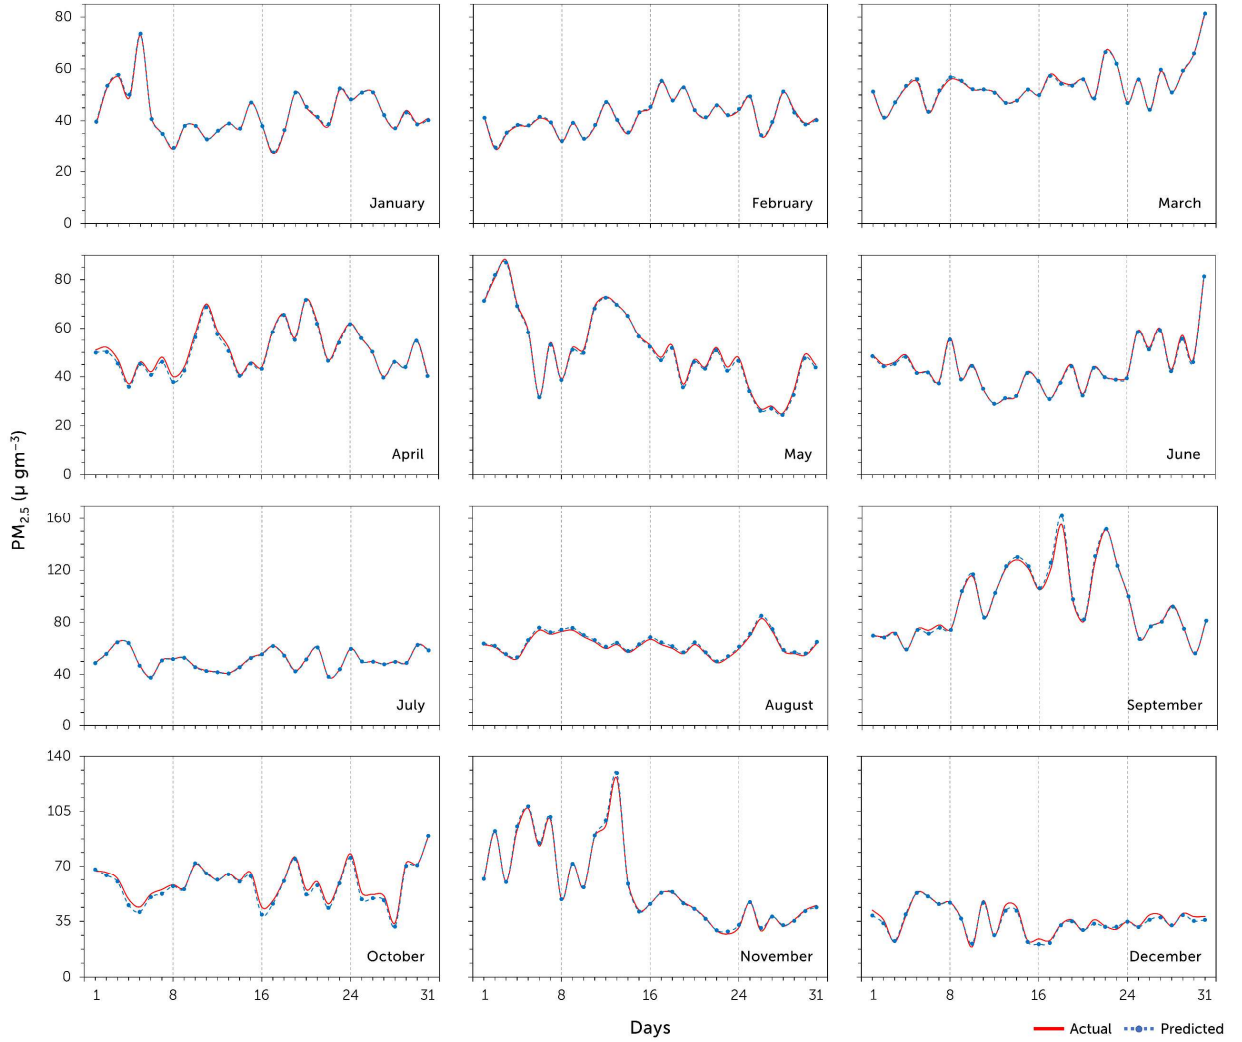 80
60
40
20
0
January
February
March
80
60
40
20
0
April
May
June
PM2.5 (µ gm−3)
160
120
80
40
0
July
August
September
140
105
70
35
0
October
November
December
1 8 16 24 31
1 8 16 24 31
1 8 16 24 31
Days
Actual Predicted